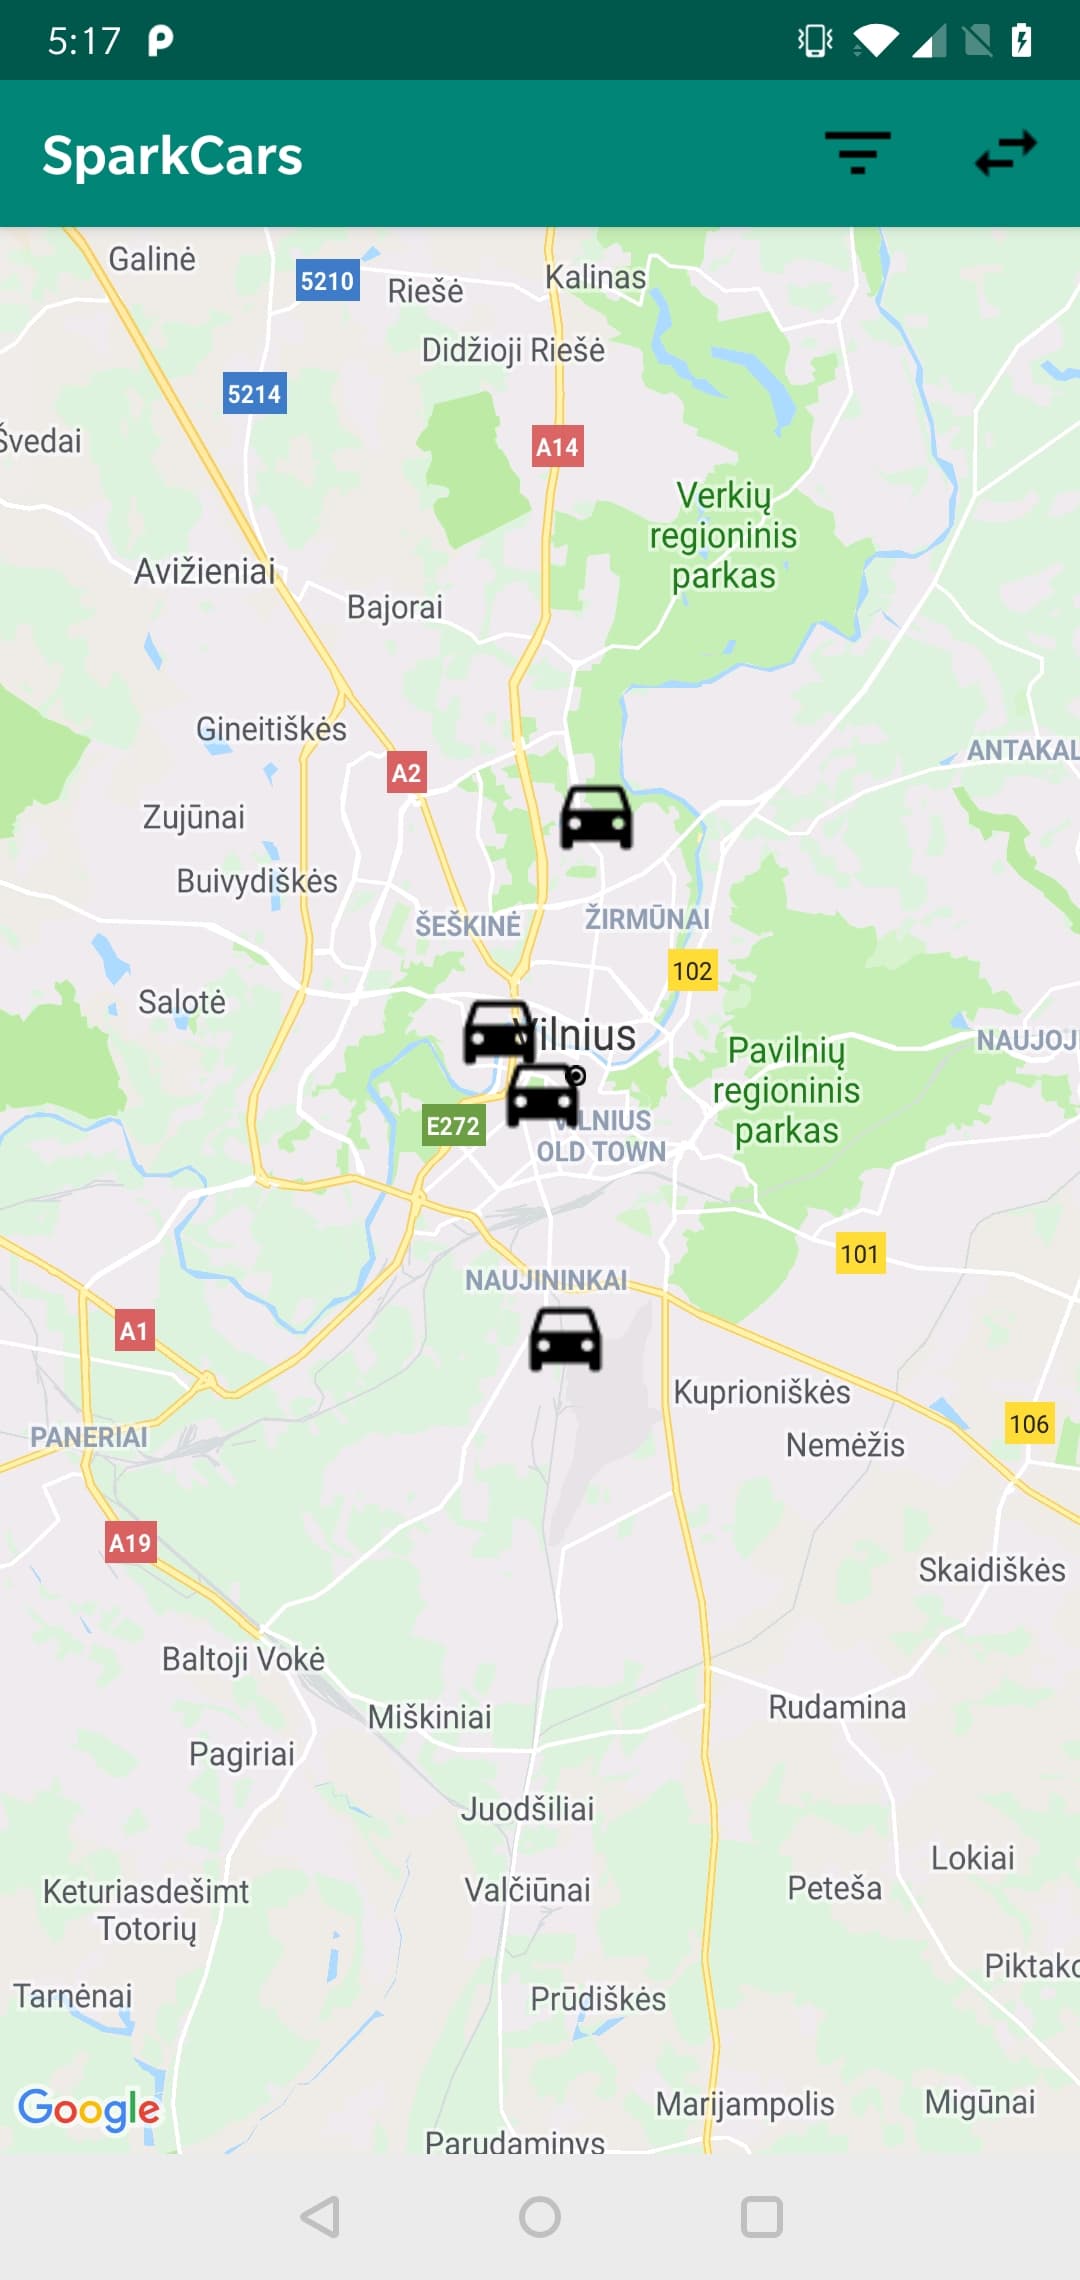 5:17
SparkCars
Galinė
5210
Riešė
Kalinas
Didžioji Riešė
5214
Švedai
A14
Verkių
regioninis
parkas
Avižieniai
Bajorai
Gineitiškės
ANTAKAL
A2
Zujūnai
Buivydiškės
ŠEŠKINĖ
ŽIRMŪNAI
102
Salotė
Vilnius
NAUJOJ
Pavilnių
regioninis
parkas
E272
VILNIUS
OLD TOWN
101
NAUJININKAI
A1
Kuprioniškės
106
PANERIAI
Nemėžis
A19
Skaidiškės
Baltoji Vokė
Miškiniai
Rudamina
Pagiriai
Juodšiliai
Lokiai
Keturiasdešimt
Totorių
Valčiūnai
Peteša
Piktako
Tarnėnai
Prūdiškės
Google
Marijampolis
Migūnai
Parudaminys